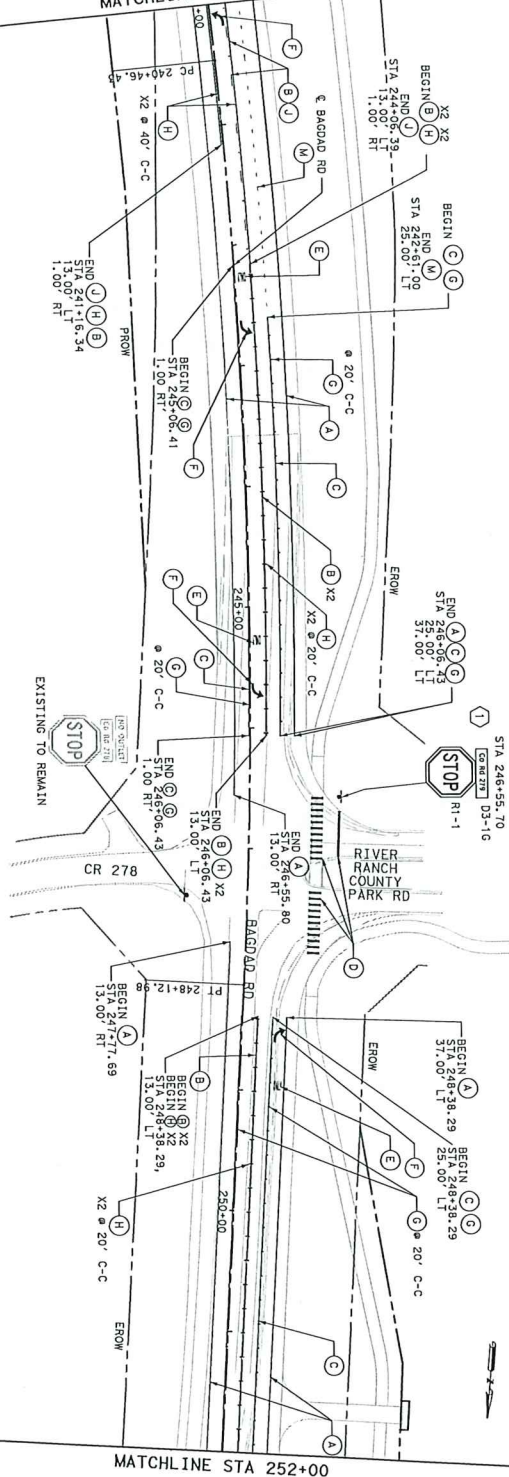 MATCHLI
+00
PC 240+46.43
X2 @ 40' C-C
H
F
B J
M
℄ BAGDAD RD
BEGIN B H
X2 X2
STA 244+06.39
END J
13.00' LT
1.00' RT
BEGIN C G
END M
STA 242+61.00
25.00' LT
E
@ 20' C-C
G
A
C
END J H B
STA 241+16.34
13.00' LT
1.00' RT
PROW
BEGIN C G
STA 245+06.41
1.00 RT'
F
B X2
H
X2 @ 20' C-C
EROW
245+00
F
E
C
G
@ 20' C-C
END A C G
STA 246+06.43
25.00' LT
37.00' LT
1
STA 246+55.70
Co Rd 279
D3-1G
STOP
R1-1
END C G
STA 246+06.43
1.00 RT'
END B H X2
STA 246+06.43
13.00' LT
END A
STA 246+55.80
13.00' RT
NO OUTLET
Co Rd 278
STOP
EXISTING TO REMAIN
CR 278
RIVER
RANCH
COUNTY
PARK RD
D
BAGDAD RD
PT 248+12.98
BEGIN A
STA 247+77.69
13.00' RT
B
BEGIN B X2
BEGIN H X2
STA 248+38.29,
13.00' LT
EROW
BEGIN A
STA 248+38.29
37.00' LT
E
F
BEGIN C G
STA 248+38.29
25.00' LT
G @ 20' C-C
H
X2 @ 20' C-C
250+00
EROW
C
A
A
MATCHLINE STA 252+00